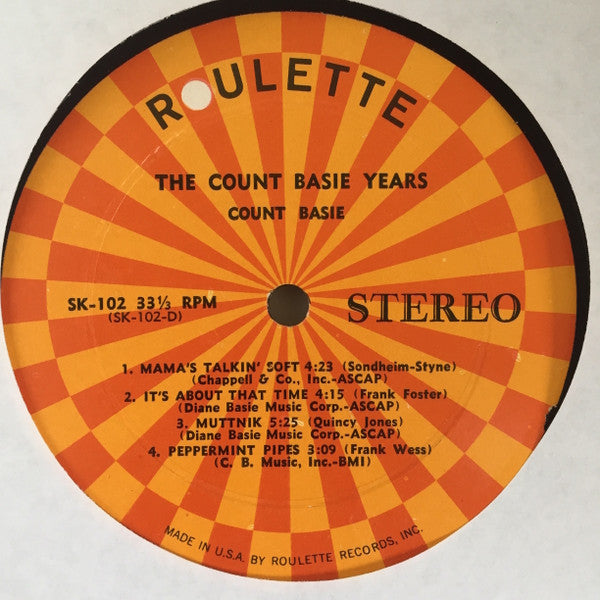 ROULETTE
THE COUNT BASIE YEARS
COUNT BASIE
SK-102 33⅓ RPM
(SK-102-D)
STEREO
1. MAMA'S TALKIN' SOFT 4:23 (Sondheim-Styne)
(Chappell & Co., Inc.-ASCAP)
2. IT'S ABOUT THAT TIME 4:15 (Frank Foster)
(Diane Basie Music Corp.-ASCAP)
3. MUTTNIK 5:25 (Quincy Jones)
(Diane Basie Music Corp.-ASCAP)
4. PEPPERMINT PIPES 3:09 (Frank Wess)
(C. B. Music, Inc.-BMI)
MADE IN U.S.A. BY ROULETTE RECORDS, INC.